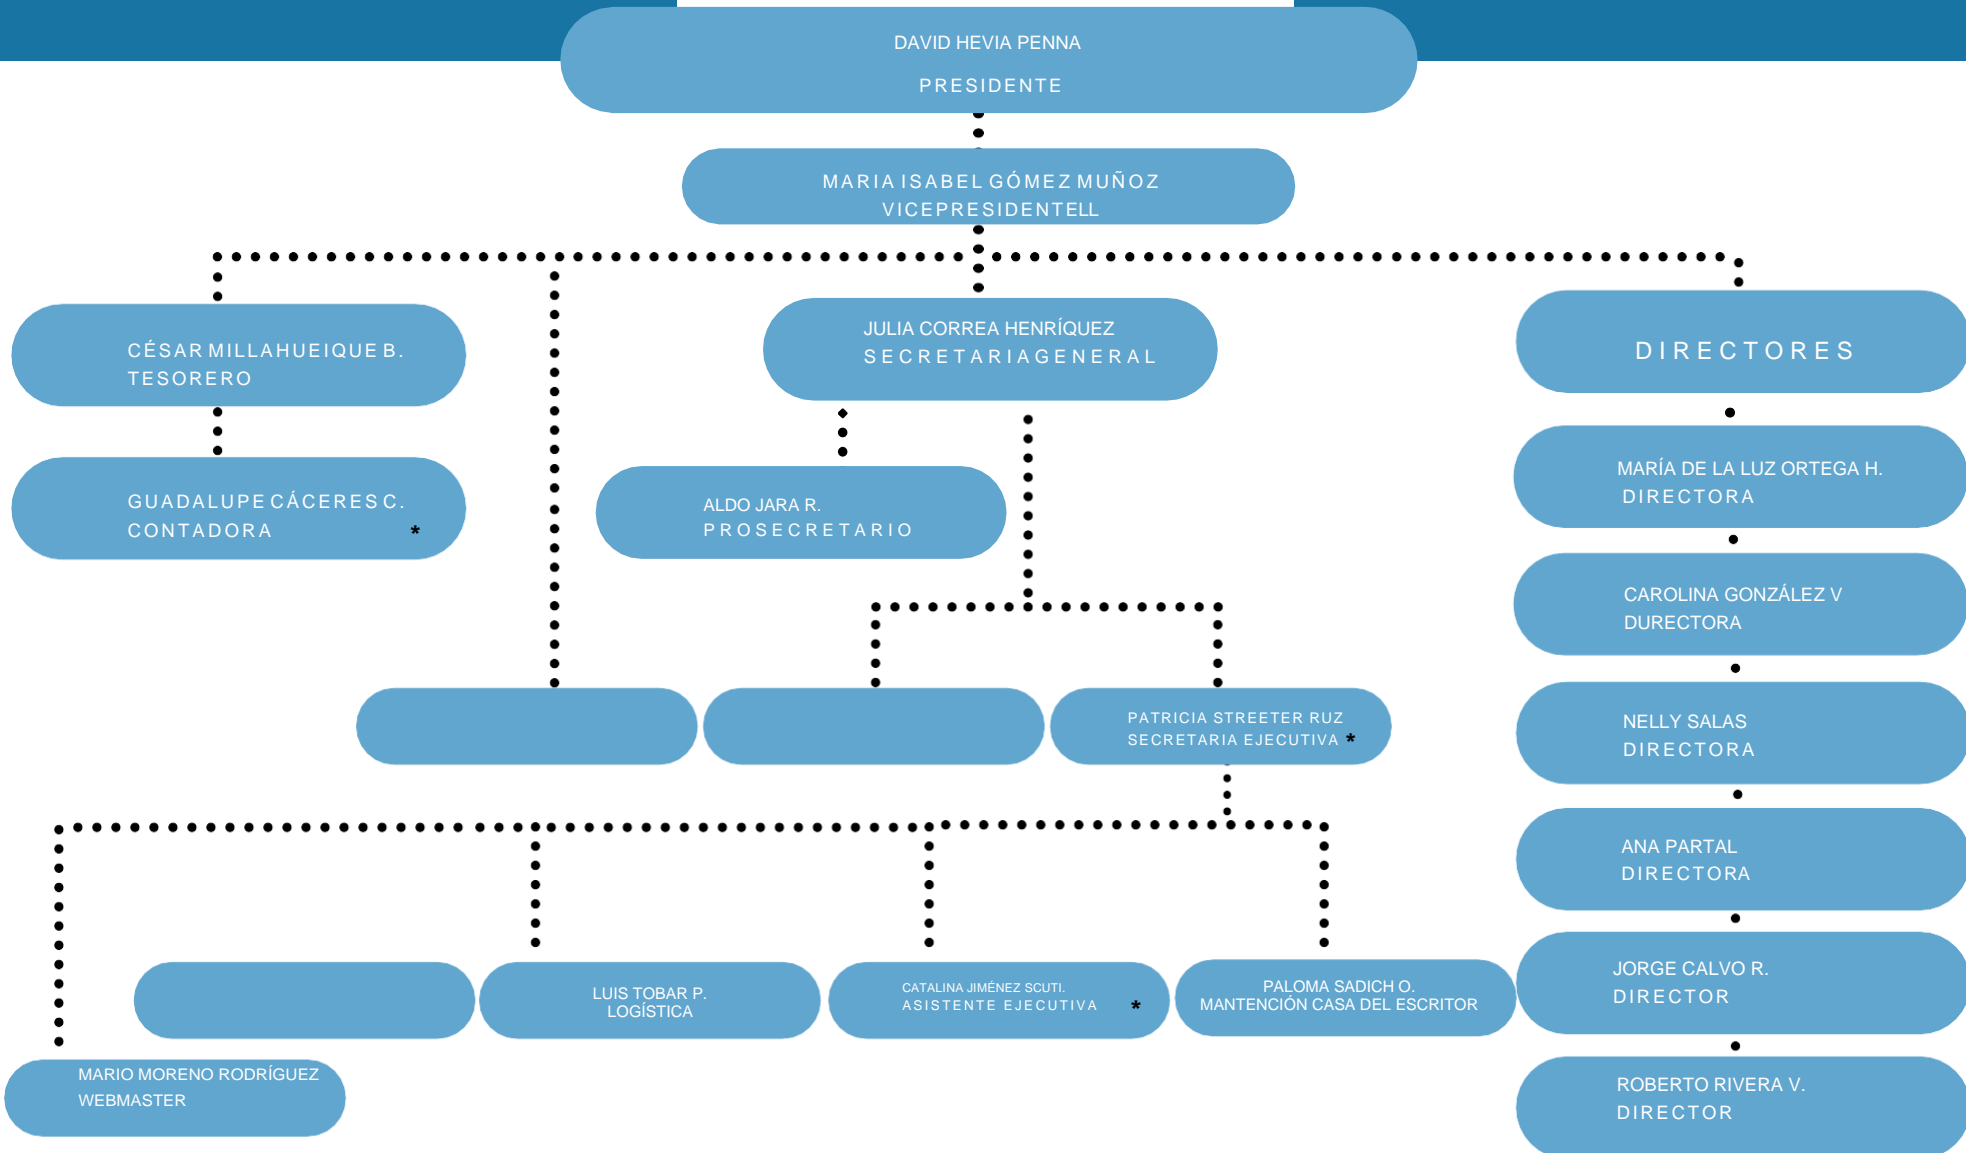 DAVID HEVIA PENNA
PRESIDENTE
MARIA ISABEL GÓMEZ MUÑOZ
VICEPRESIDENTELL
CÉSAR MILLAHUEIQUE B.
TESORERO
JULIA CORREA HENRÍQUEZ
SECRETARIAGENERAL
DIRECTORES
GUADALUPE CÁCERES C.
CONTADORA *
ALDO JARA R.
PROSECRETARIO
MARÍA DE LA LUZ ORTEGA H.
DIRECTORA
CAROLINA GONZÁLEZ V
DURECTORA
PATRICIA STREETER RUZ
SECRETARIA EJECUTIVA *
NELLY SALAS
DIRECTORA
ANA PARTAL
DIRECTORA
LUIS TOBAR P.
LOGÍSTICA
CATALINA JIMÉNEZ SCUTI.
ASISTENTE EJECUTIVA *
PALOMA SADICH O.
MANTENCIÓN CASA DEL ESCRITOR
JORGE CALVO R.
DIRECTOR
MARIO MORENO RODRÍGUEZ
WEBMASTER
ROBERTO RIVERA V.
DIRECTOR